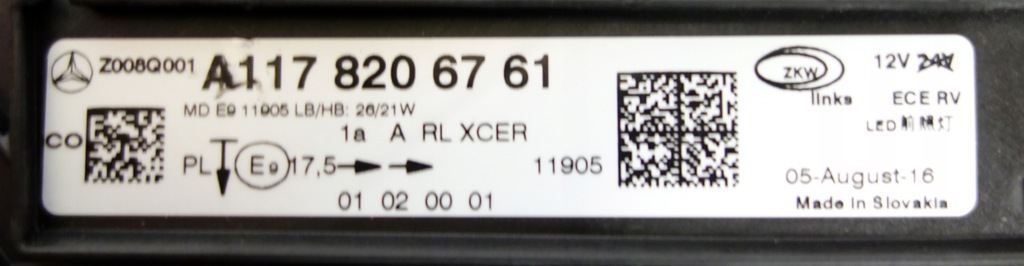 Z008Q001 A117 820 67 61
MD E9 11905 LB/HB: 26/21W
CO
1a A RL XCER
PL E9 17,5
11905
01 02 00 01
ZKW
links
12V 24V
ECE RV
LED 前照灯
05-August-16
Made in Slovakia